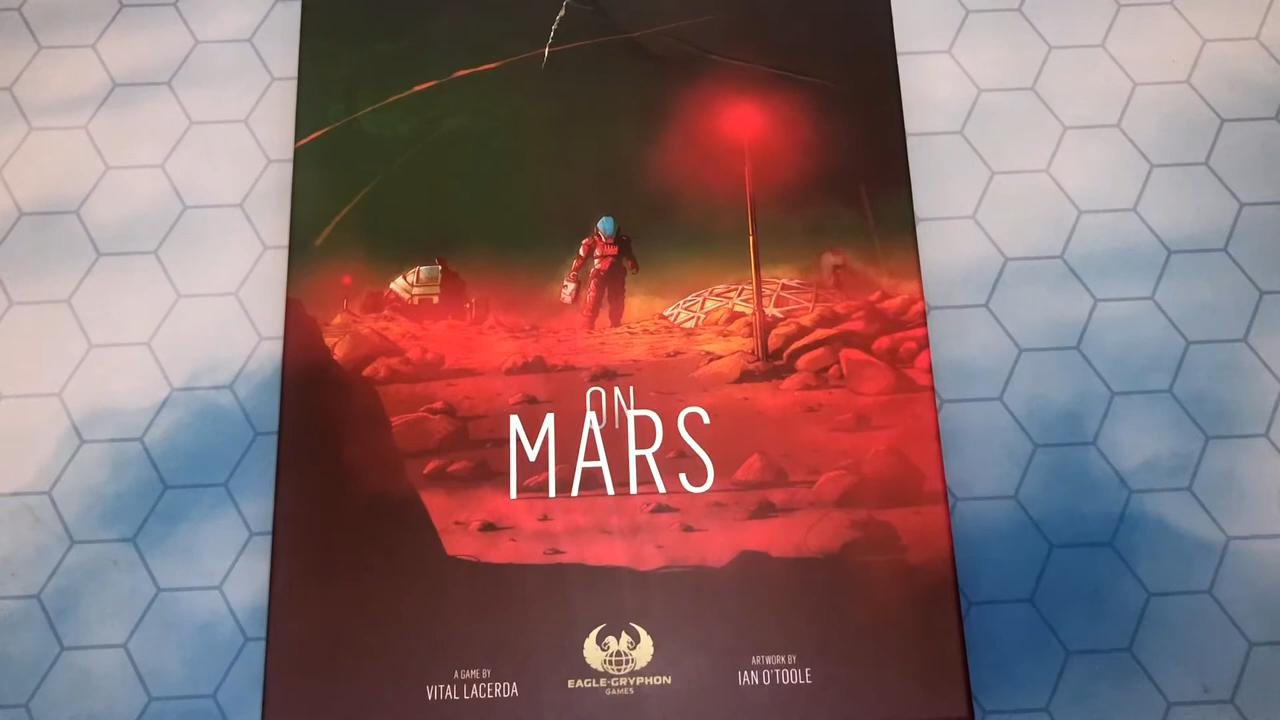 ON
MARS
A GAME BY
VITAL LACERDA
EAGLE-GRYPHON
GAMES
ARTWORK BY
IAN O'TOOLE